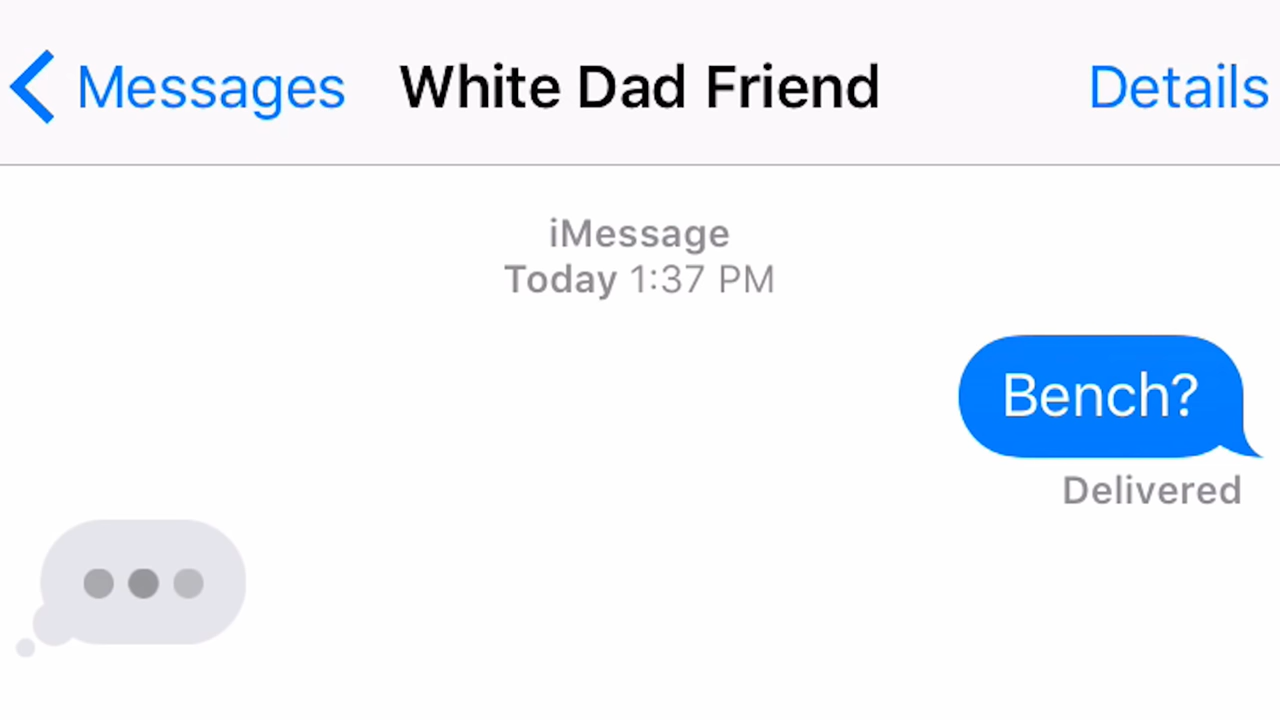 Messages White Dad Friend Details
iMessage
Today 1:37 PM
Bench?
Delivered